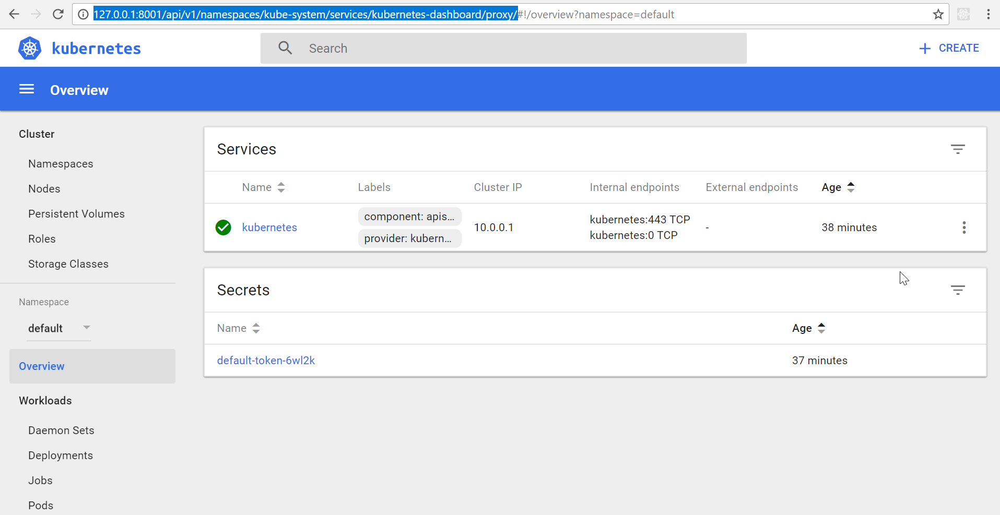 127.0.0.1:8001/api/v1/namespaces/kube-system/services/kubernetes-dashboard/proxy/#!/overview?namespace=default
kubernetes
Search
+ CREATE
Overview
Cluster
Namespaces
Nodes
Persistent Volumes
Roles
Storage Classes
Namespace
default
Overview
Workloads
Daemon Sets
Deployments
Jobs
Pods
Services
Name Labels Cluster IP Internal endpoints External endpoints Age
kubernetes
component: apis...
provider: kubern...
10.0.0.1
kubernetes:443 TCP
kubernetes:0 TCP
-
38 minutes
Secrets
Name Age
default-token-6wl2k 37 minutes